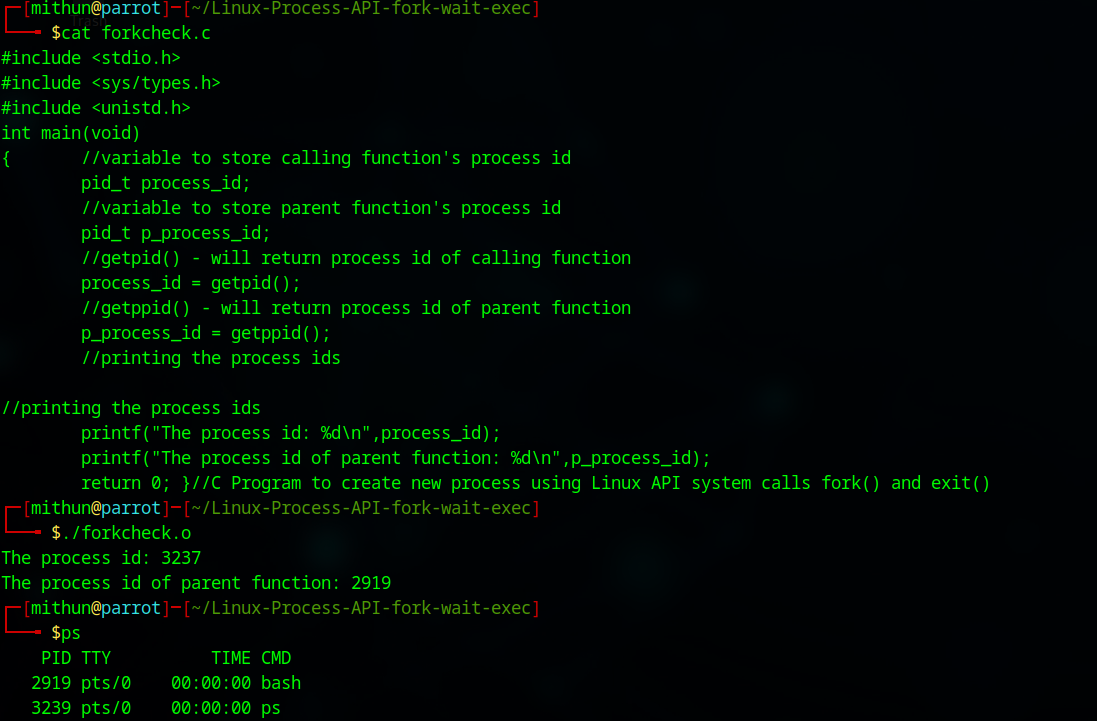 [mithun@parrot]─[~/Linux-Process-API-fork-wait-exec]
$cat forkcheck.c
#include <stdio.h>
#include <sys/types.h>
#include <unistd.h>
int main(void)
{       //variable to store calling function's process id
        pid_t process_id;
        //variable to store parent function's process id
        pid_t p_process_id;
        //getpid() - will return process id of calling function
        process_id = getpid();
        //getppid() - will return process id of parent function
        p_process_id = getppid();
        //printing the process ids

//printing the process ids
        printf("The process id: %d\n",process_id);
        printf("The process id of parent function: %d\n",p_process_id);
        return 0; }//C Program to create new process using Linux API system calls fork() and exit()
[mithun@parrot]─[~/Linux-Process-API-fork-wait-exec]
$./forkcheck.o
The process id: 3237
The process id of parent function: 2919
[mithun@parrot]─[~/Linux-Process-API-fork-wait-exec]
$ps
    PID TTY          TIME CMD
   2919 pts/0    00:00:00 bash
   3239 pts/0    00:00:00 ps